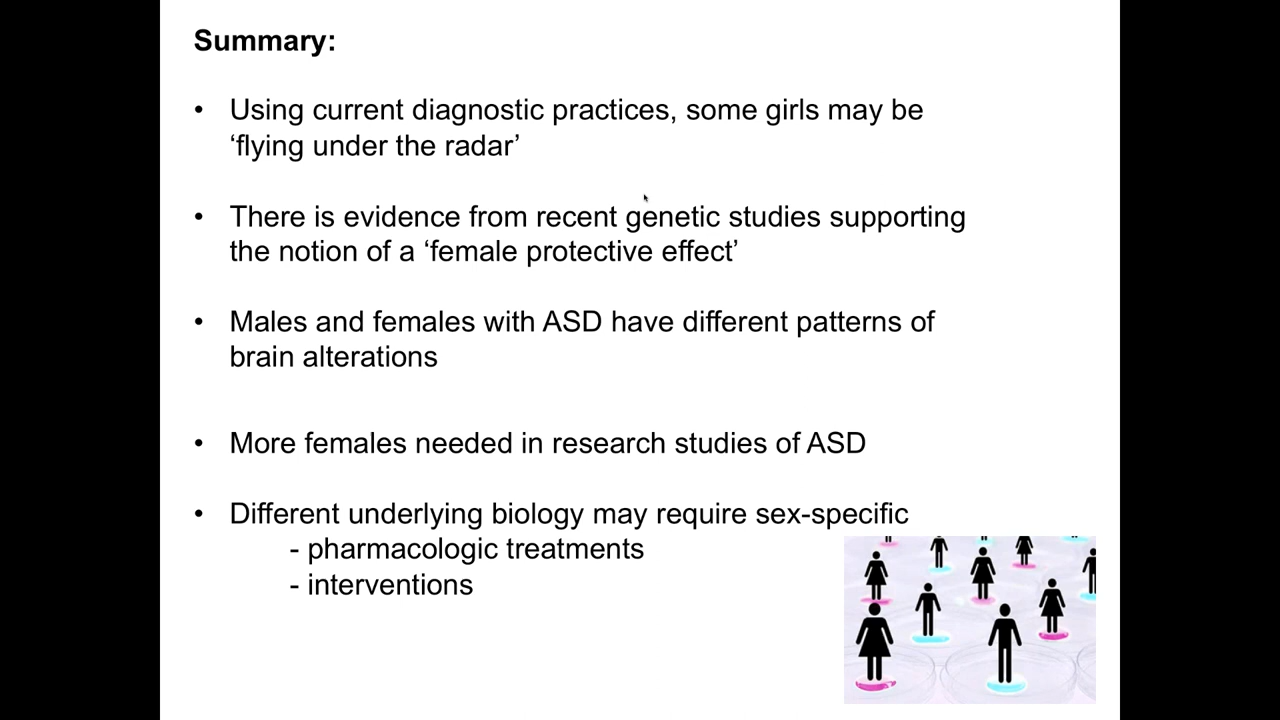 Summary:
• Using current diagnostic practices, some girls may be
‘flying under the radar’
• There is evidence from recent genetic studies supporting
the notion of a ‘female protective effect’
• Males and females with ASD have different patterns of
brain alterations
• More females needed in research studies of ASD
• Different underlying biology may require sex-specific
- pharmacologic treatments
- interventions